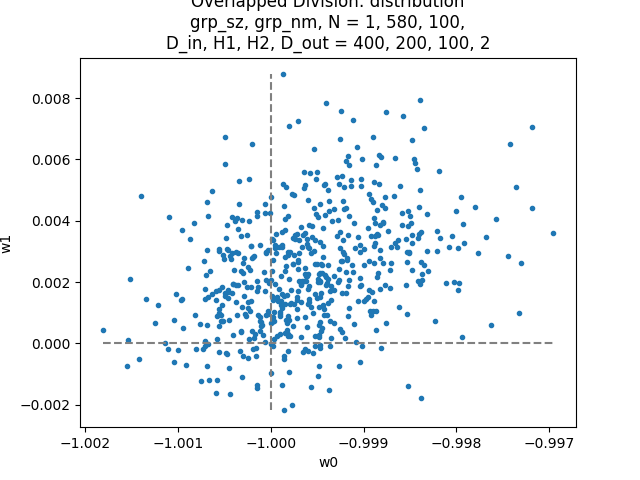 Overlapped Division: distribution
grp_sz, grp_nm, N = 1, 580, 100,
D_in, H1, H2, D_out = 400, 200, 100, 2
0.008
0.006
0.004
0.002
0.000
−0.002
w1
−1.002 −1.001 −1.000 −0.999 −0.998 −0.997
w0